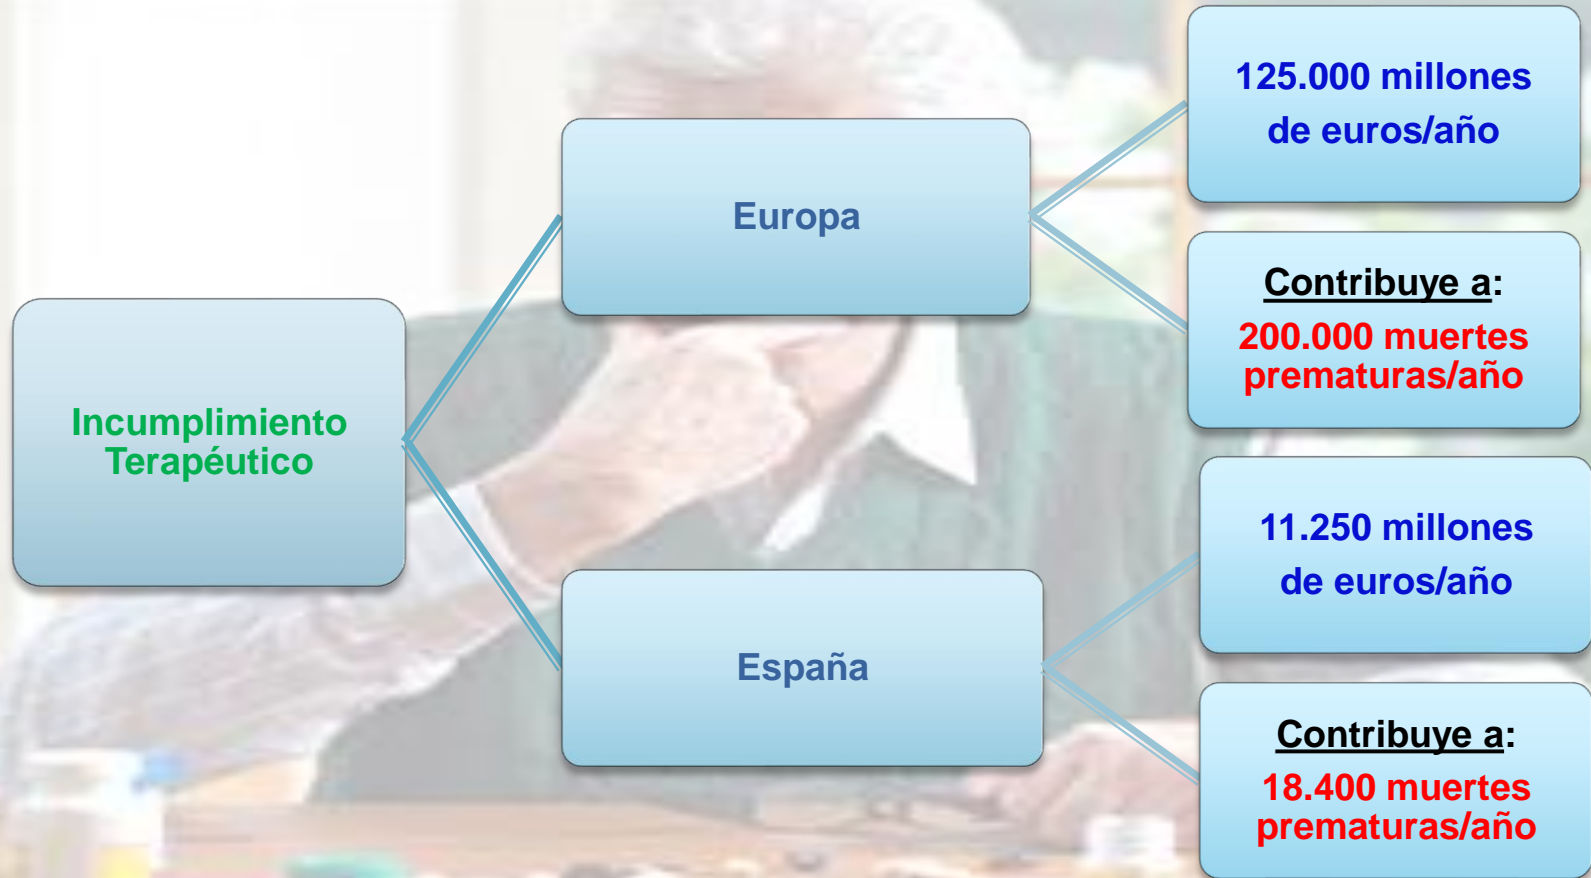 Incumplimiento
Terapéutico
Europa
125.000 millones
de euros/año
Contribuye a:
200.000 muertes
prematuras/año
España
11.250 millones
de euros/año
Contribuye a:
18.400 muertes
prematuras/año